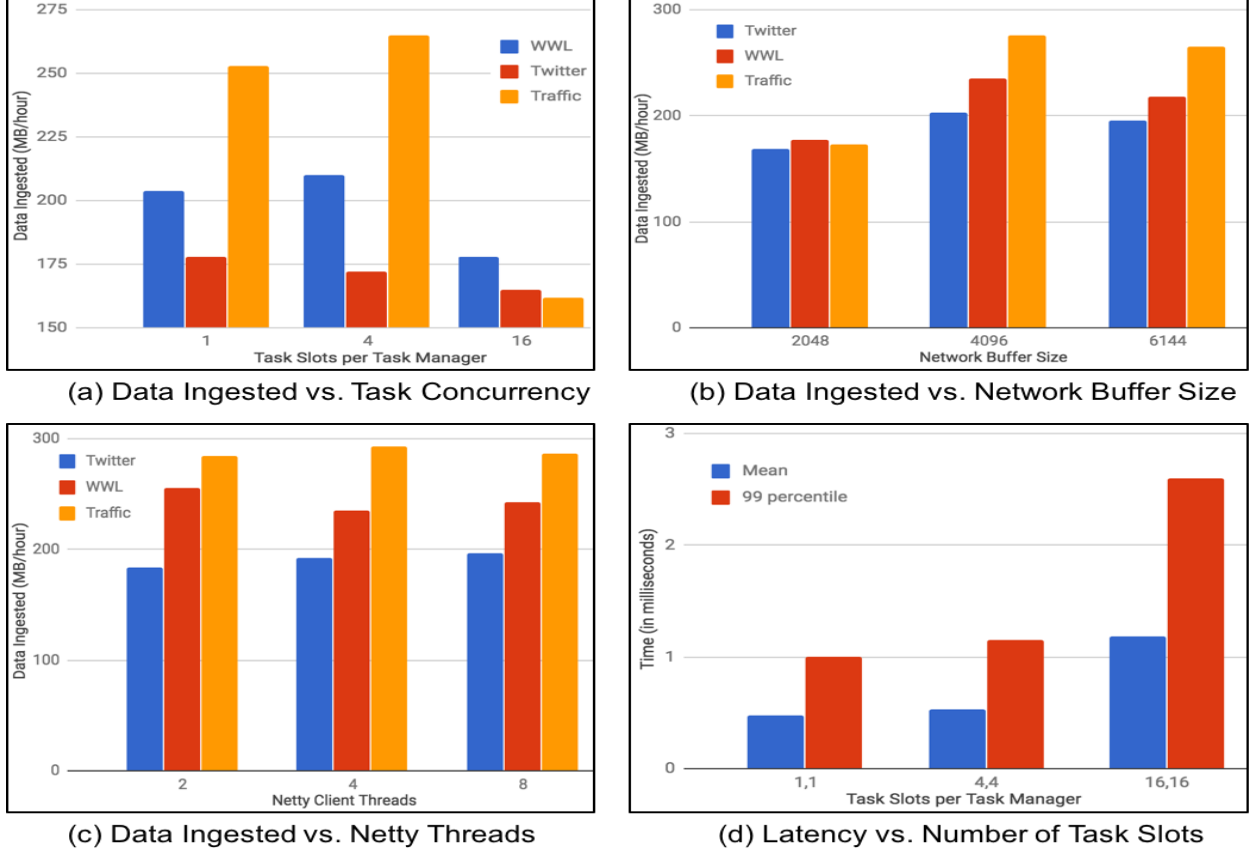 275
250
225
200
175
150
Data Ingested (MB/hour)
WWL
Twitter
Traffic
1
4
16
Task Slots per Task Manager
(a) Data Ingested vs. Task Concurrency
300
200
100
0
Data Ingested (MB/hour)
Twitter
WWL
Traffic
2048
4096
6144
Network Buffer Size
(b) Data Ingested vs. Network Buffer Size
300
200
100
0
Data Ingested (MB/hour)
Twitter
WWL
Traffic
2
4
8
Netty Client Threads
(c) Data Ingested vs. Netty Threads
3
2
1
0
Time (in milliseconds)
Mean
99 percentile
1,1
4,4
16,16
Task Slots per Task Manager
(d) Latency vs. Number of Task Slots